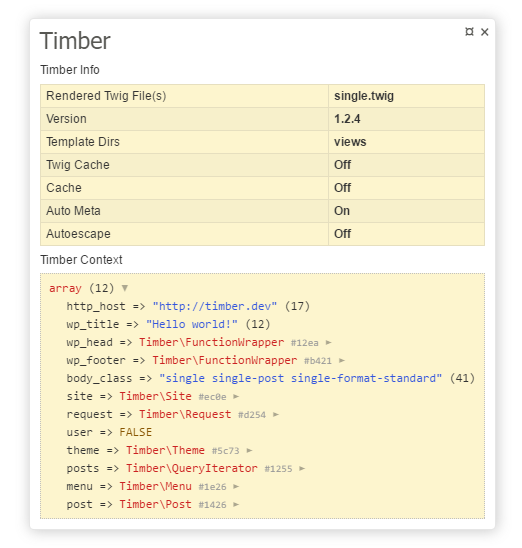 Timber ¤ ×
Timber Info
Rendered Twig File(s) single.twig
Version 1.2.4
Template Dirs views
Twig Cache Off
Cache Off
Auto Meta On
Autoescape Off
Timber Context
array (12) ▼
http_host => "http://timber.dev" (17)
wp_title => "Hello world!" (12)
wp_head => Timber\FunctionWrapper #12ea ►
wp_footer => Timber\FunctionWrapper #b421 ►
body_class => "single single-post single-format-standard" (41)
site => Timber\Site #ec0e ►
request => Timber\Request #d254 ►
user => FALSE
theme => Timber\Theme #5c73 ►
posts => Timber\QueryIterator #1255 ►
menu => Timber\Menu #1e26 ►
post => Timber\Post #1426 ►